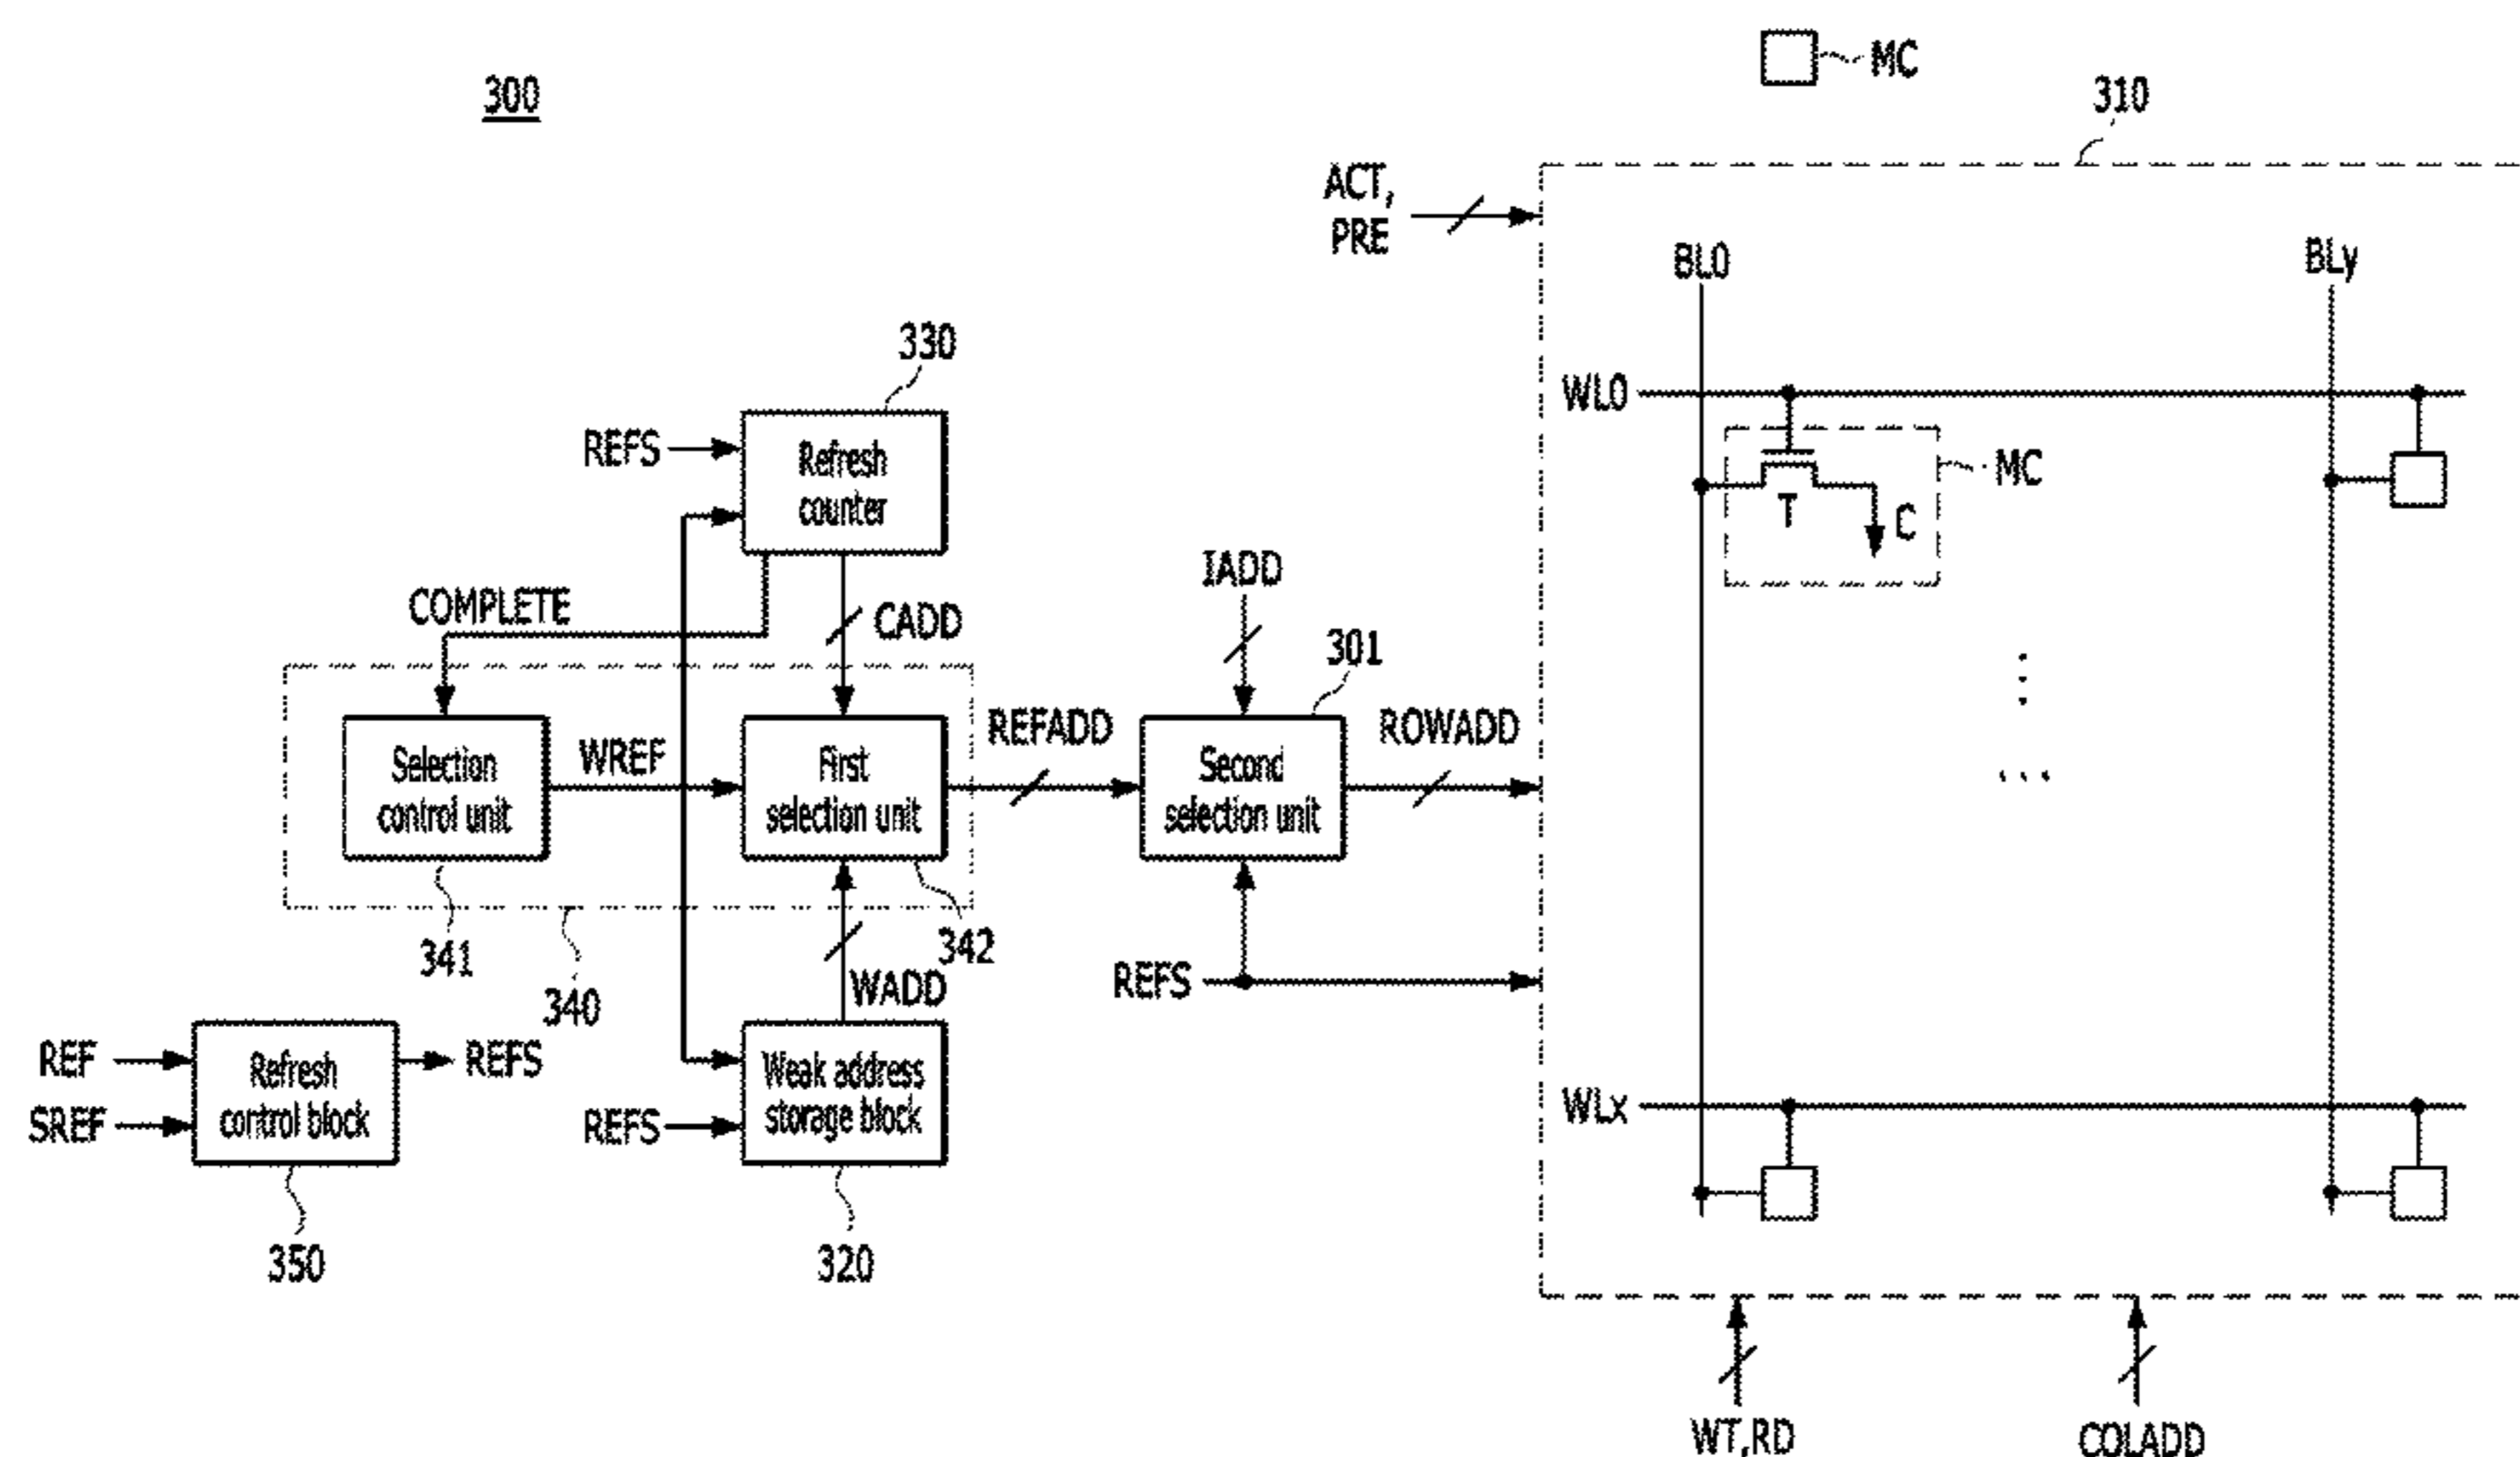 300
MC
310
ACT,
PRE
BL0
BLy
330
WL0
REFS
Refresh
counter
MC
T
C
IADD
COMPLETE
CADD
301
Selection
control unit
WREF
First
selection unit
REFADD
Second
selection unit
ROWADD
341
342
340
WADD
REFS
REF
SREF
Refresh
control block
REFS
REFS
Weak address
storage block
WLx
350
320
WT,RD
COLADD